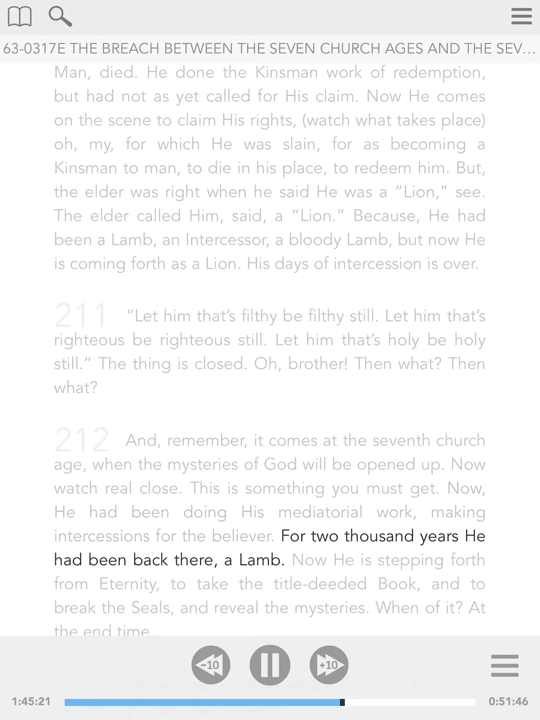 63-0317E THE BREACH BETWEEN THE SEVEN CHURCH AGES AND THE SEV...
Man, died. He done the Kinsman work of redemption,
but had not as yet called for His claim. Now He comes
on the scene to claim His rights, (watch what takes place)
oh, my, for which He was slain, for as becoming a
Kinsman to man, to die in his place, to redeem him. But,
the elder was right when he said He was a “Lion,” see.
The elder called Him, said, a “Lion.” Because, He had
been a Lamb, an Intercessor, a bloody Lamb, but now He
is coming forth as a Lion. His days of intercession is over.
211 “Let him that’s filthy be filthy still. Let him that’s
righteous be righteous still. Let him that’s holy be holy
still.” The thing is closed. Oh, brother! Then what? Then
what?
212 And, remember, it comes at the seventh church
age, when the mysteries of God will be opened up. Now
watch real close. This is something you must get. Now,
He had been doing His mediatorial work, making
intercessions for the believer. For two thousand years He
had been back there, a Lamb. Now He is stepping forth
from Eternity, to take the title-deeded Book, and to
break the Seals, and reveal the mysteries. When of it? At
the end time.
-10 +10
1:45:21 0:51:46